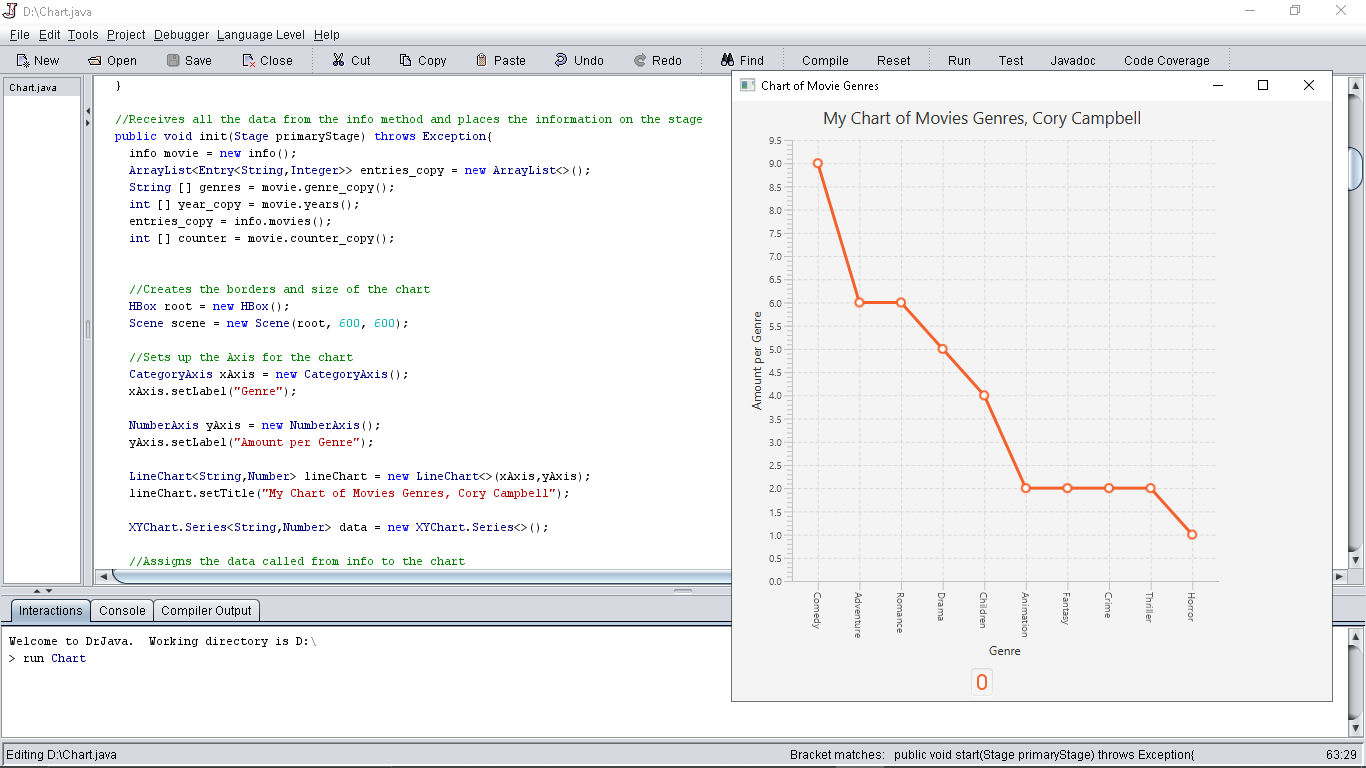 D:\Chart.java
File Edit Tools Project Debugger Language Level Help
New Open Save Close Cut Copy Paste Undo Redo Find Compile Reset Run Test Javadoc Code Coverage
Chart.java
}
//Receives all the data from the info method and places the information on the stage
public void init(Stage primaryStage) throws Exception{
info movie = new info();
ArrayList<Entry<String,Integer>> entries_copy = new ArrayList<>();
String [] genres = movie.genre_copy();
int [] year_copy = movie.years();
entries_copy = info.movies();
int [] counter = movie.counter_copy();
//Creates the borders and size of the chart
HBox root = new HBox();
Scene scene = new Scene(root, 600, 600);
//Sets up the Axis for the chart
CategoryAxis xAxis = new CategoryAxis();
xAxis.setLabel("Genre");
NumberAxis yAxis = new NumberAxis();
yAxis.setLabel("Amount per Genre");
LineChart<String,Number> lineChart = new LineChart<>(xAxis,yAxis);
lineChart.setTitle("My Chart of Movies Genres, Cory Campbell");
XYChart.Series<String,Number> data = new XYChart.Series<>();
//Assigns the data called from info to the chart
Chart of Movie Genres
My Chart of Movies Genres, Cory Campbell
Amount per Genre
9.5
9.0
8.5
8.0
7.5
7.0
6.5
6.0
5.5
5.0
4.5
4.0
3.5
3.0
2.5
2.0
1.5
1.0
0.5
0.0
Comedy
Adventure
Romance
Drama
Children
Animation
Fantasy
Crime
Thriller
Horror
Genre
Interactions Console Compiler Output
Welcome to DrJava. Working directory is D:\
> run Chart
Editing D:\Chart.java Bracket matches: public void start(Stage primaryStage) throws Exception{ 63:29